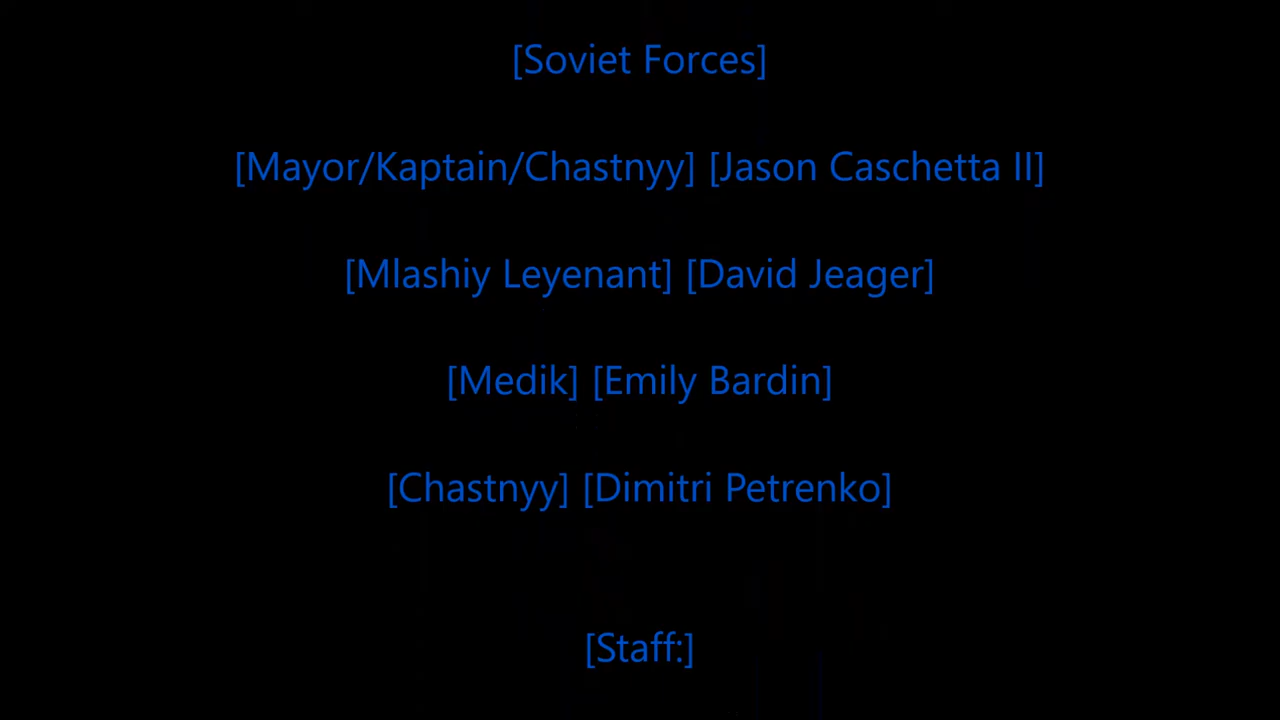 [Soviet Forces]
[Mayor/Kaptain/Chastnyy] [Jason Caschetta II]
[Mlashiy Leyenant] [David Jeager]
[Medik] [Emily Bardin]
[Chastnyy] [Dimitri Petrenko]
[Staff:]